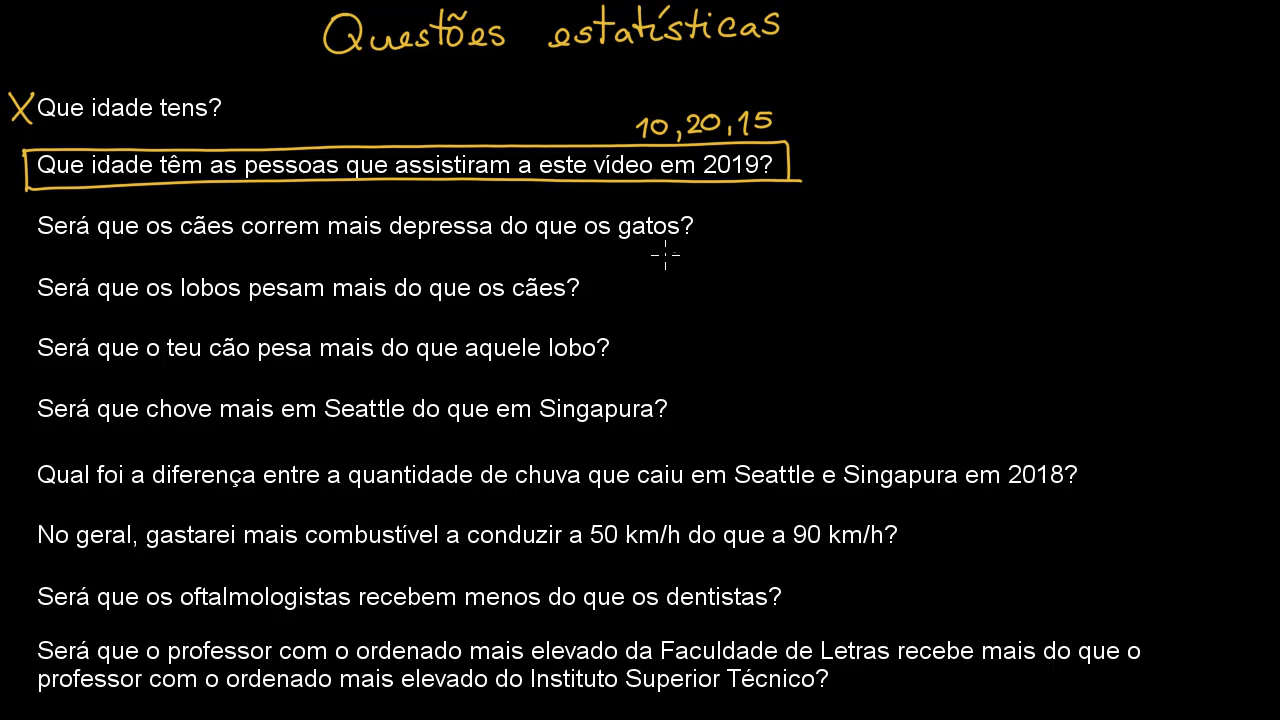 Questões estatísticas
X Que idade tens?
10, 20, 15
Que idade têm as pessoas que assistiram a este vídeo em 2019?
Será que os cães correm mais depressa do que os gatos?
Será que os lobos pesam mais do que os cães?
Será que o teu cão pesa mais do que aquele lobo?
Será que chove mais em Seattle do que em Singapura?
Qual foi a diferença entre a quantidade de chuva que caiu em Seattle e Singapura em 2018?
No geral, gastarei mais combustível a conduzir a 50 km/h do que a 90 km/h?
Será que os oftalmologistas recebem menos do que os dentistas?
Será que o professor com o ordenado mais elevado da Faculdade de Letras recebe mais do que o
professor com o ordenado mais elevado do Instituto Superior Técnico?